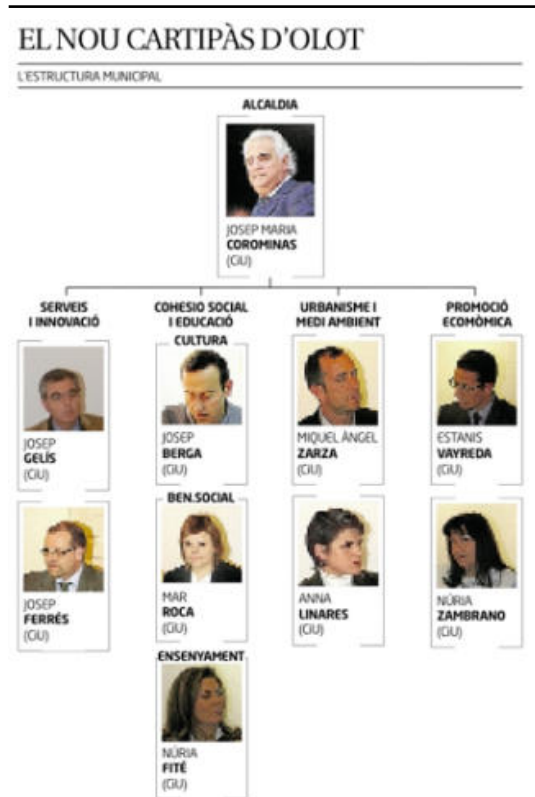 EL NOU CARTIPÀS D'OLOT
L'ESTRUCTURA MUNICIPAL
ALCALDIA
JOSEP MARIA
COROMINAS
(CiU)
SERVEIS
I INNOVACIÓ
JOSEP
GELÍS
(CiU)
JOSEP
FERRÉS
(CiU)
COHESIO SOCIAL
I EDUCACIÓ
CULTURA
JOSEP
BERGA
(CiU)
BEN.SOCIAL
MAR
ROCA
(CiU)
ENSENYAMENT
NÚRIA
FITÉ
(CiU)
URBANISME I
MEDI AMBIENT
MIQUEL ÀNGEL
ZARZA
(CiU)
ANNA
LINARES
(CiU)
PROMOCIÓ
ECOMÒMICA
ESTANIS
VAYREDA
(CiU)
NÚRIA
ZAMBRANO
(CiU)